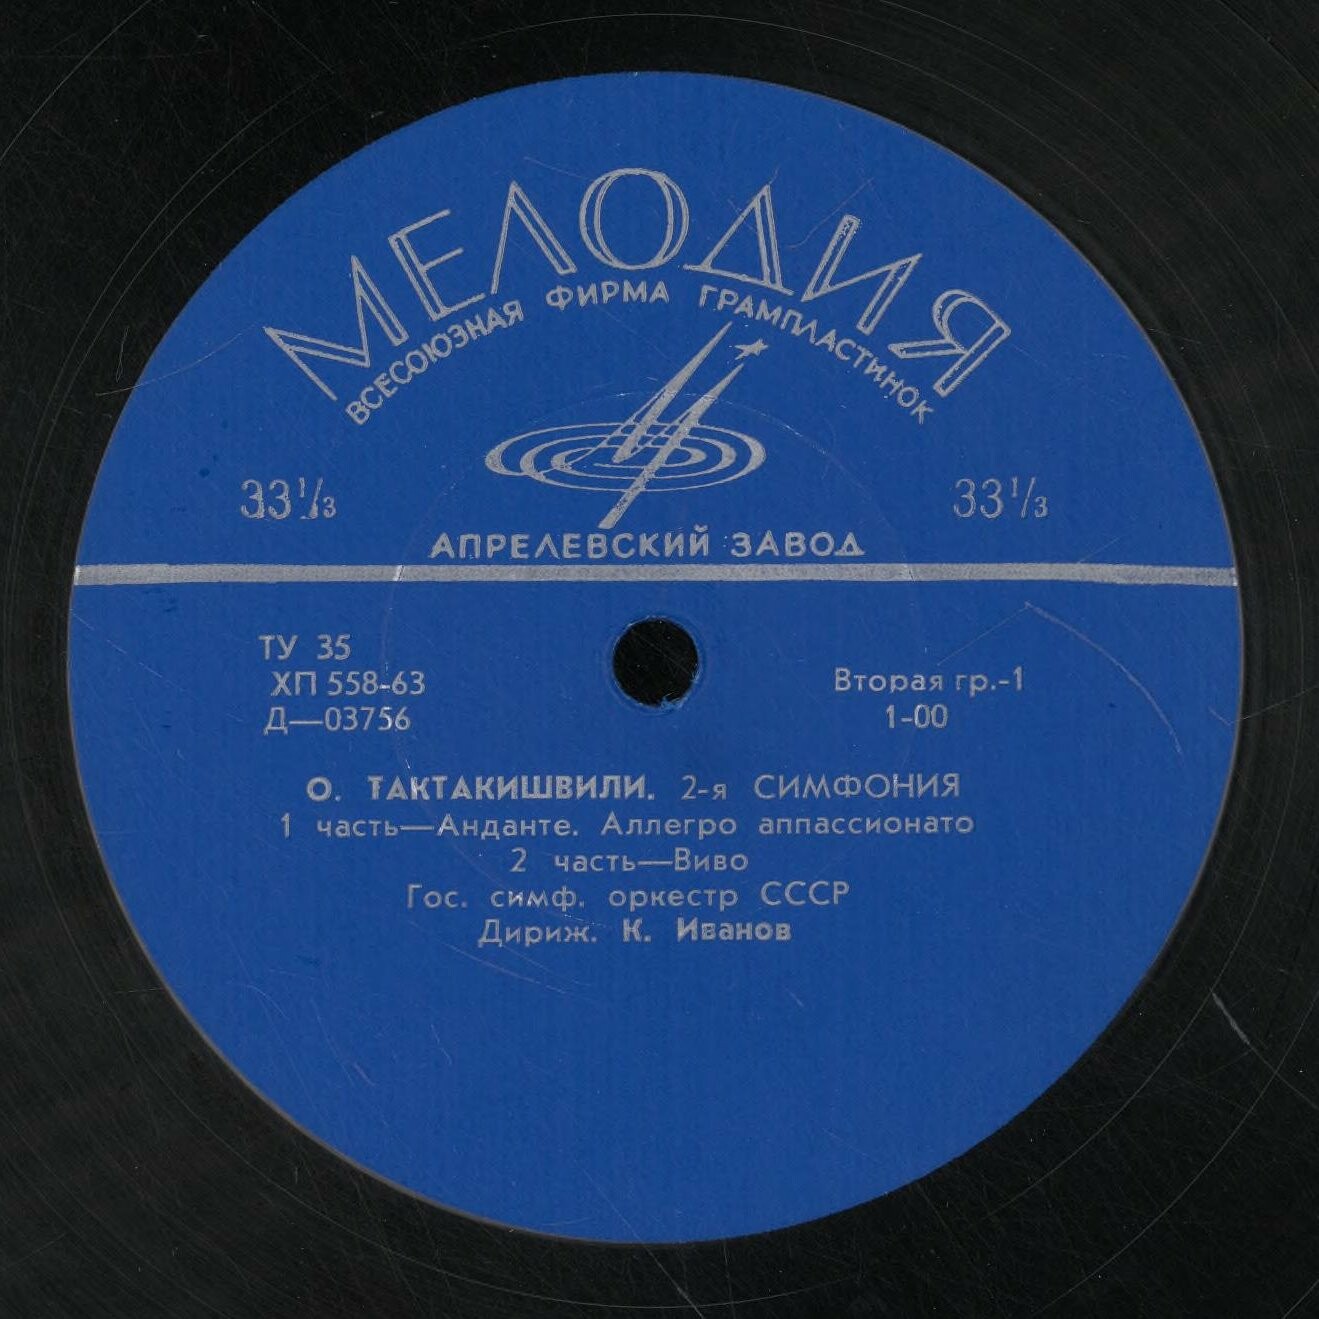 МЕЛОДИЯ
ВСЕСОЮЗНАЯ ФИРМА ГРАМПЛАСТИНОК
33⅓ 33⅓
АПРЕЛЕВСКИЙ ЗАВОД
ТУ 35
ХП 558-63 Вторая гр.-1
Д—03756 1-00
О. ТАКТАКИШВИЛИ. 2-я СИМФОНИЯ
1 часть—Анданте. Аллегро аппассионато
2 часть—Виво
Гос. симф. оркестр СССР
Дириж. К. Иванов